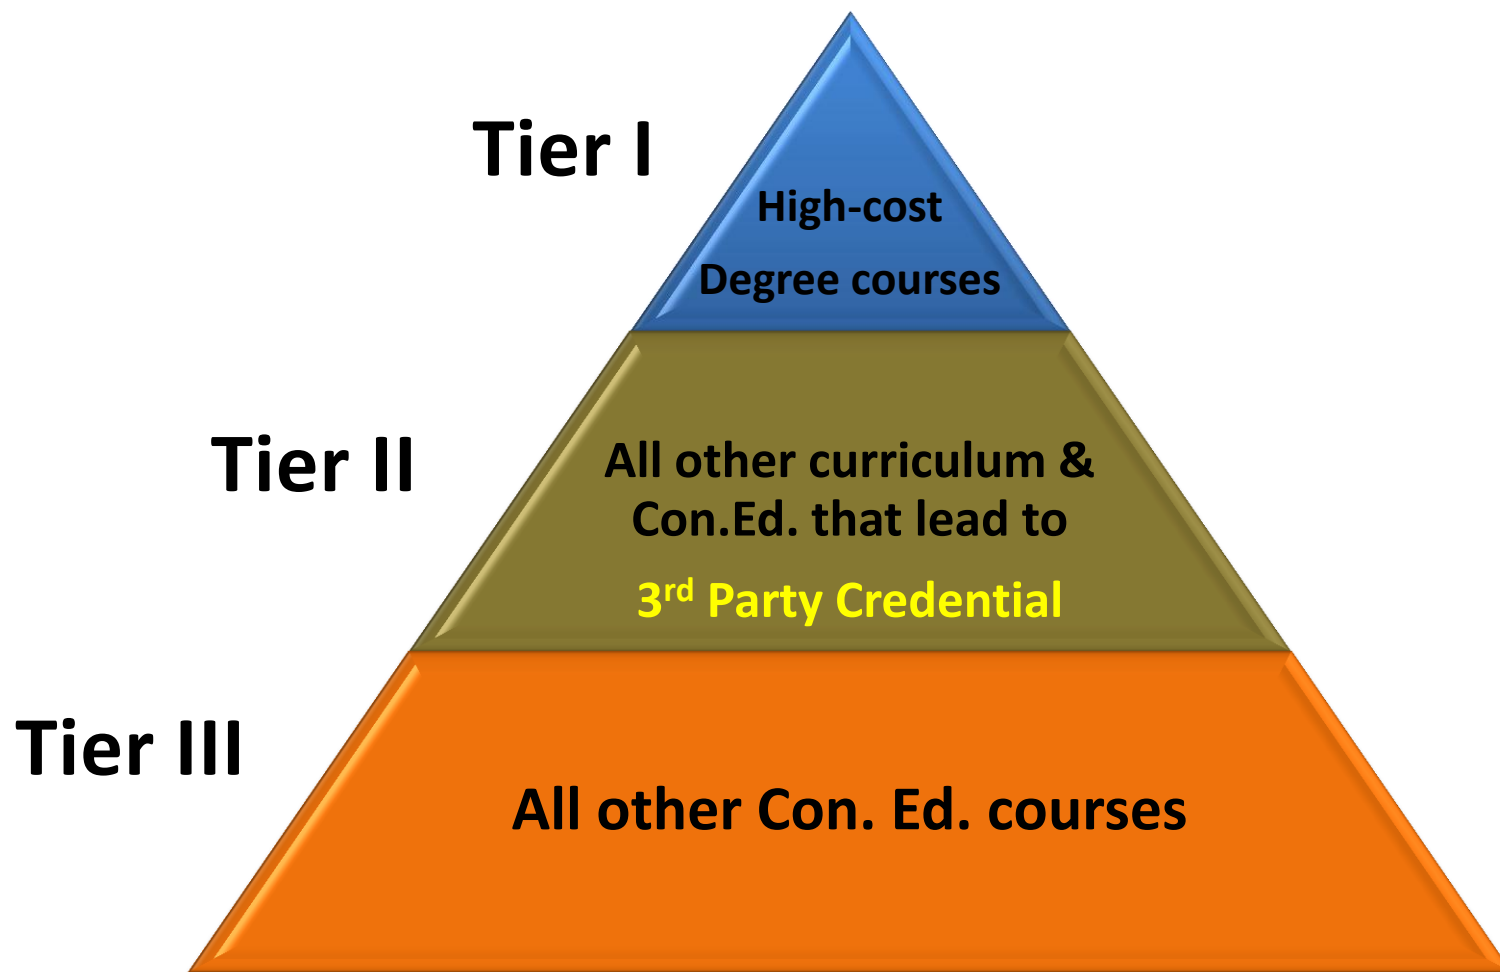 Tier I
High-cost
Degree courses
Tier II
All other curriculum &
Con.Ed. that lead to
3rd Party Credential
Tier III
All other Con. Ed. courses